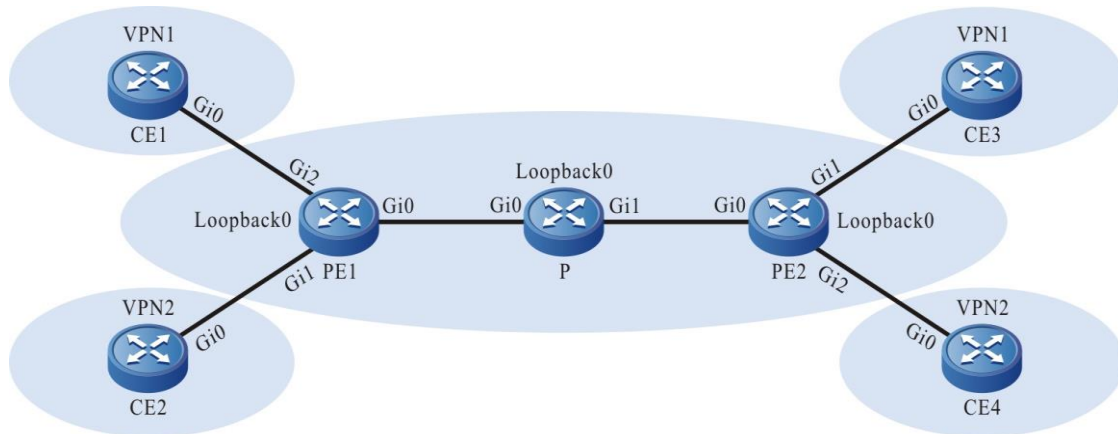 VPN1
Gi0
CE1
VPN1
Gi0
CE3
Gi2
Loopback0
Gi1
Loopback0
Gi0
Gi0
Gi1
Gi0
Loopback0
PE1
P
PE2
Gi1
Gi2
VPN2
Gi0
CE2
VPN2
Gi0
CE4